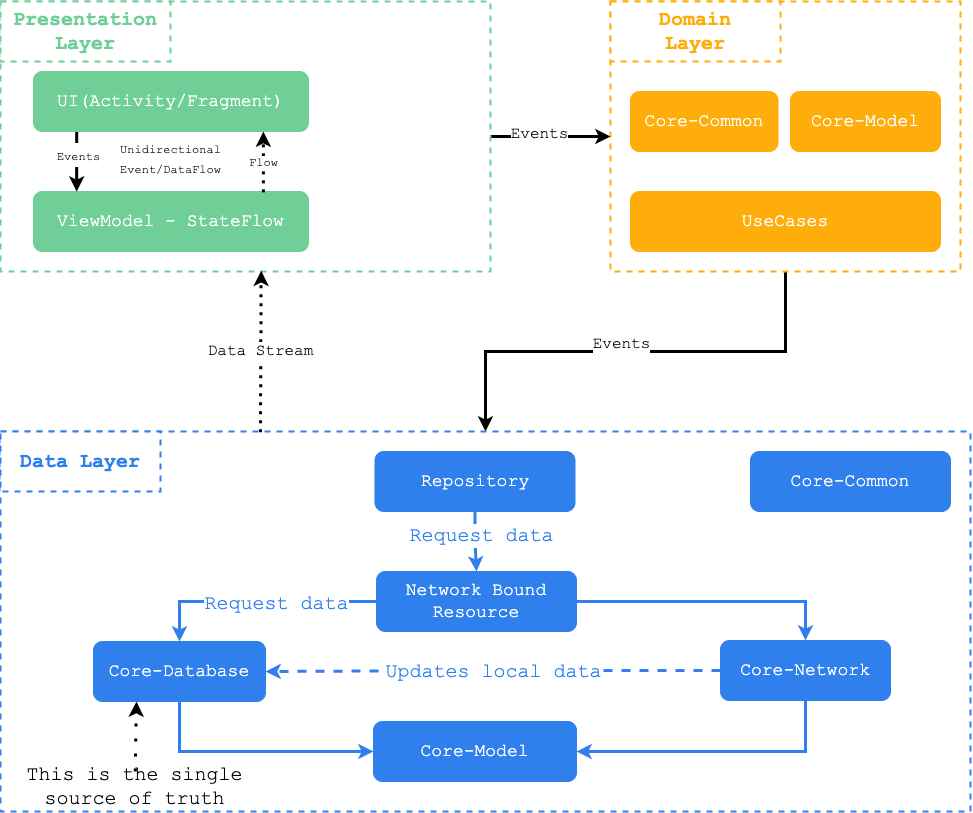 Presentation
Layer
UI(Activity/Fragment)
Events
Unidirectional
Event/DataFlow
Flow
ViewModel - StateFlow
Events
Domain
Layer
Core-Common
Core-Model
UseCases
Data Stream
Events
Data Layer
Repository
Core-Common
Request data
Network Bound
Resource
Request data
Core-Database
Updates local data
Core-Network
Core-Model
This is the single
source of truth